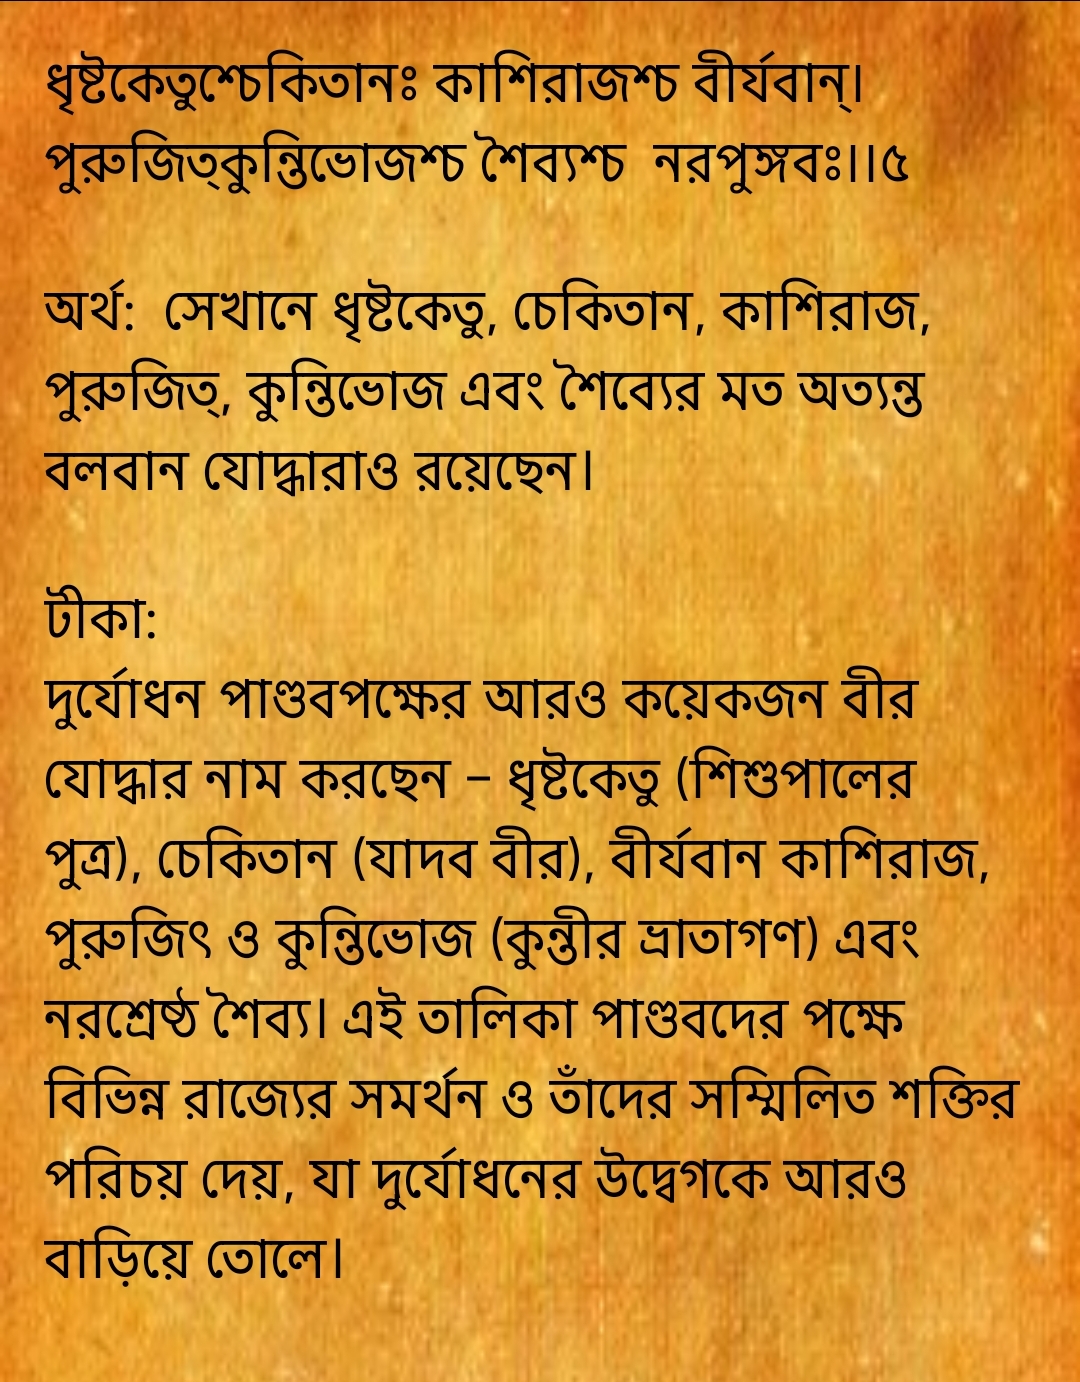 ধৃষ্টকেতুশ্চেকিতানঃ কাশিরাজশ্চ বীর্যবান্।
পুরুজিত্কুন্তিভোজশ্চ শৈব্যশ্চ নরপুঙ্গবঃ।।৫
অর্থ: সেখানে ধৃষ্টকেতু, চেকিতান, কাশিরাজ,
পুরুজিত্, কুন্তিভোজ এবং শৈব্যের মত অত্যন্ত
বলবান যোদ্ধারাও রয়েছেন।
টীকা:
দুর্যোধন পাণ্ডবপক্ষের আরও কয়েকজন বীর
যোদ্ধার নাম করছেন – ধৃষ্টকেতু (শিশুপালের
পুত্র), চেকিতান (যাদব বীর), বীর্যবান কাশিরাজ,
পুরুজিৎ ও কুন্তিভোজ (কুন্তীর ভ্রাতাগণ) এবং
নরশ্রেষ্ঠ শৈব্য। এই তালিকা পাণ্ডবদের পক্ষে
বিভিন্ন রাজ্যের সমর্থন ও তাঁদের সম্মিলিত শক্তির
পরিচয় দেয়, যা দুর্যোধনের উদ্বেগকে আরও
বাড়িয়ে তোলে।